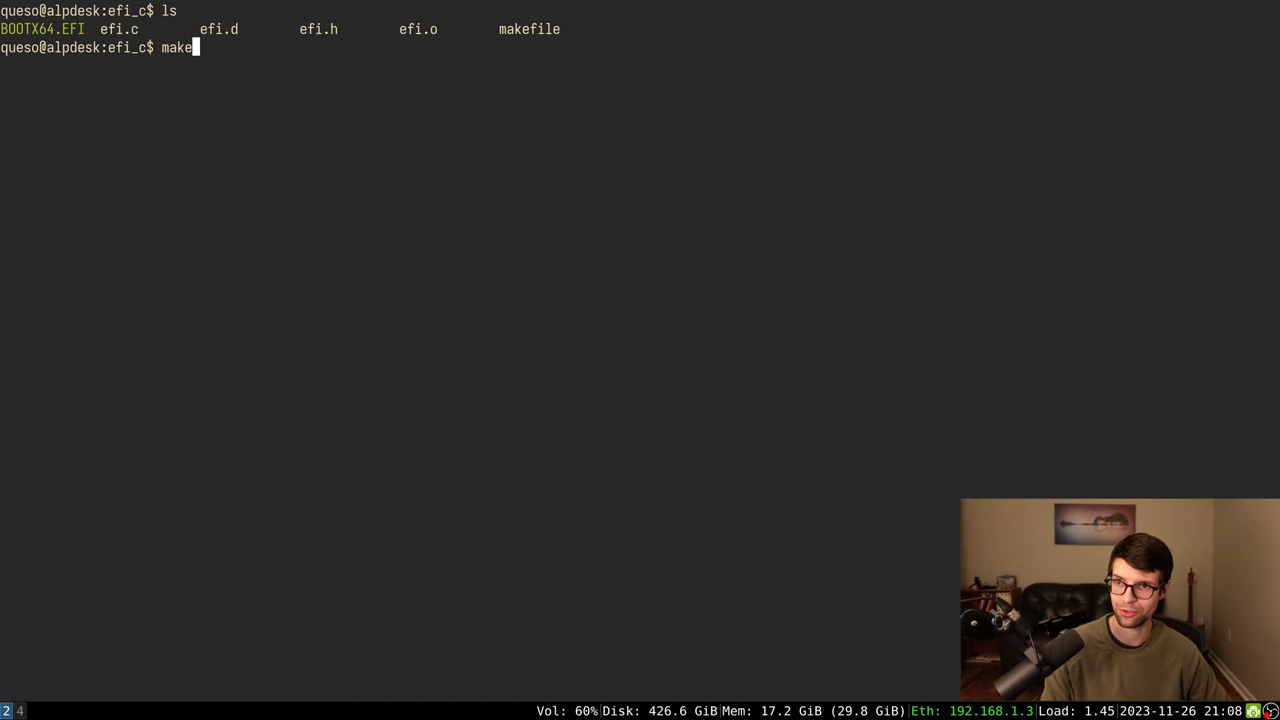 queso@alpdesk:efi_c$ ls
BOOTX64.EFI efi.c efi.d efi.h efi.o makefile
queso@alpdesk:efi_c$ make
2 4 Vol: 60% Disk: 426.6 GiB Mem: 17.2 GiB (29.8 GiB) Eth: 192.168.1.3 Load: 1.45 2023-11-26 21:08